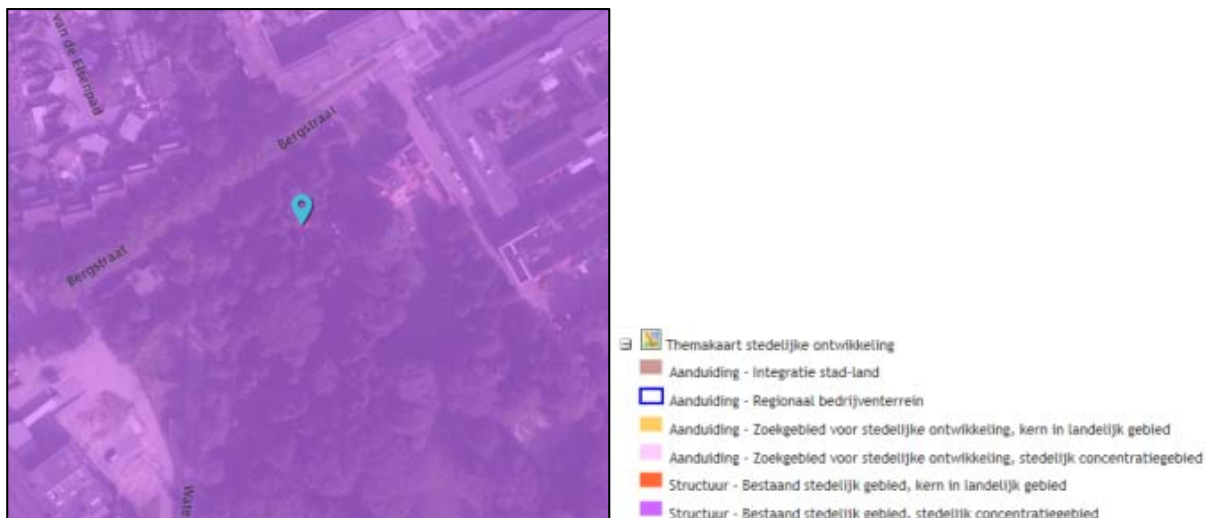 van de Elsenpad
Bergstraat
Bergstraat
Wate
Themakaart stedelijke ontwikkeling
Aanduiding - Integratie stad-land
Aanduiding - Regionaal bedrijventerrein
Aanduiding - Zoekgebied voor stedelijke ontwikkeling, kern in landelijk gebied
Aanduiding - Zoekgebied voor stedelijke ontwikkeling, stedelijk concentratiegebied
Structuur - Bestaand stedelijk gebied, kern in landelijk gebied
Structuur - Bestaand stedelijk gebied, stedelijk concentratiegebied